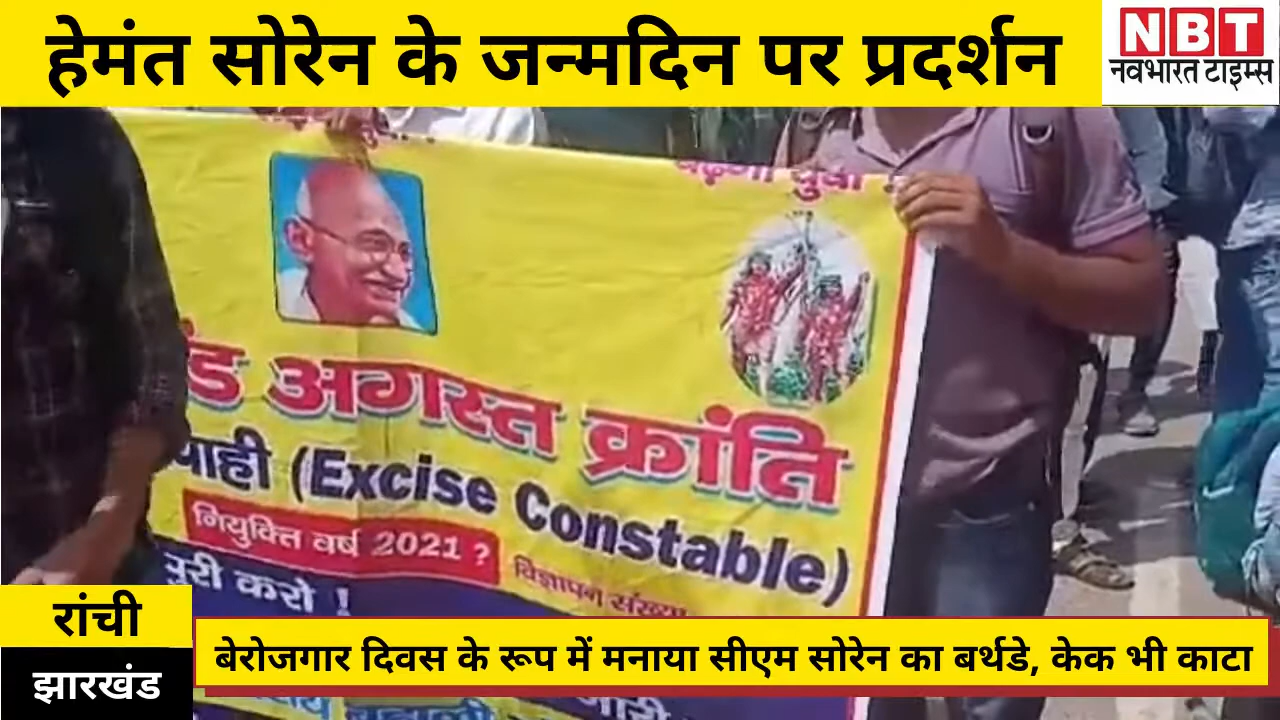 हेमंत सोरेन के जन्मदिन पर प्रदर्शन
NBT
नवभारत टाइम्स
अगस्त क्रांति
(Excise Constable)
नियुक्ति वर्ष 2021 ?
विज्ञापन संख्या
करो !
रांची
झारखंड
बेरोजगार दिवस के रूप में मनाया सीएम सोरेन का बर्थडे, केक भी काटा